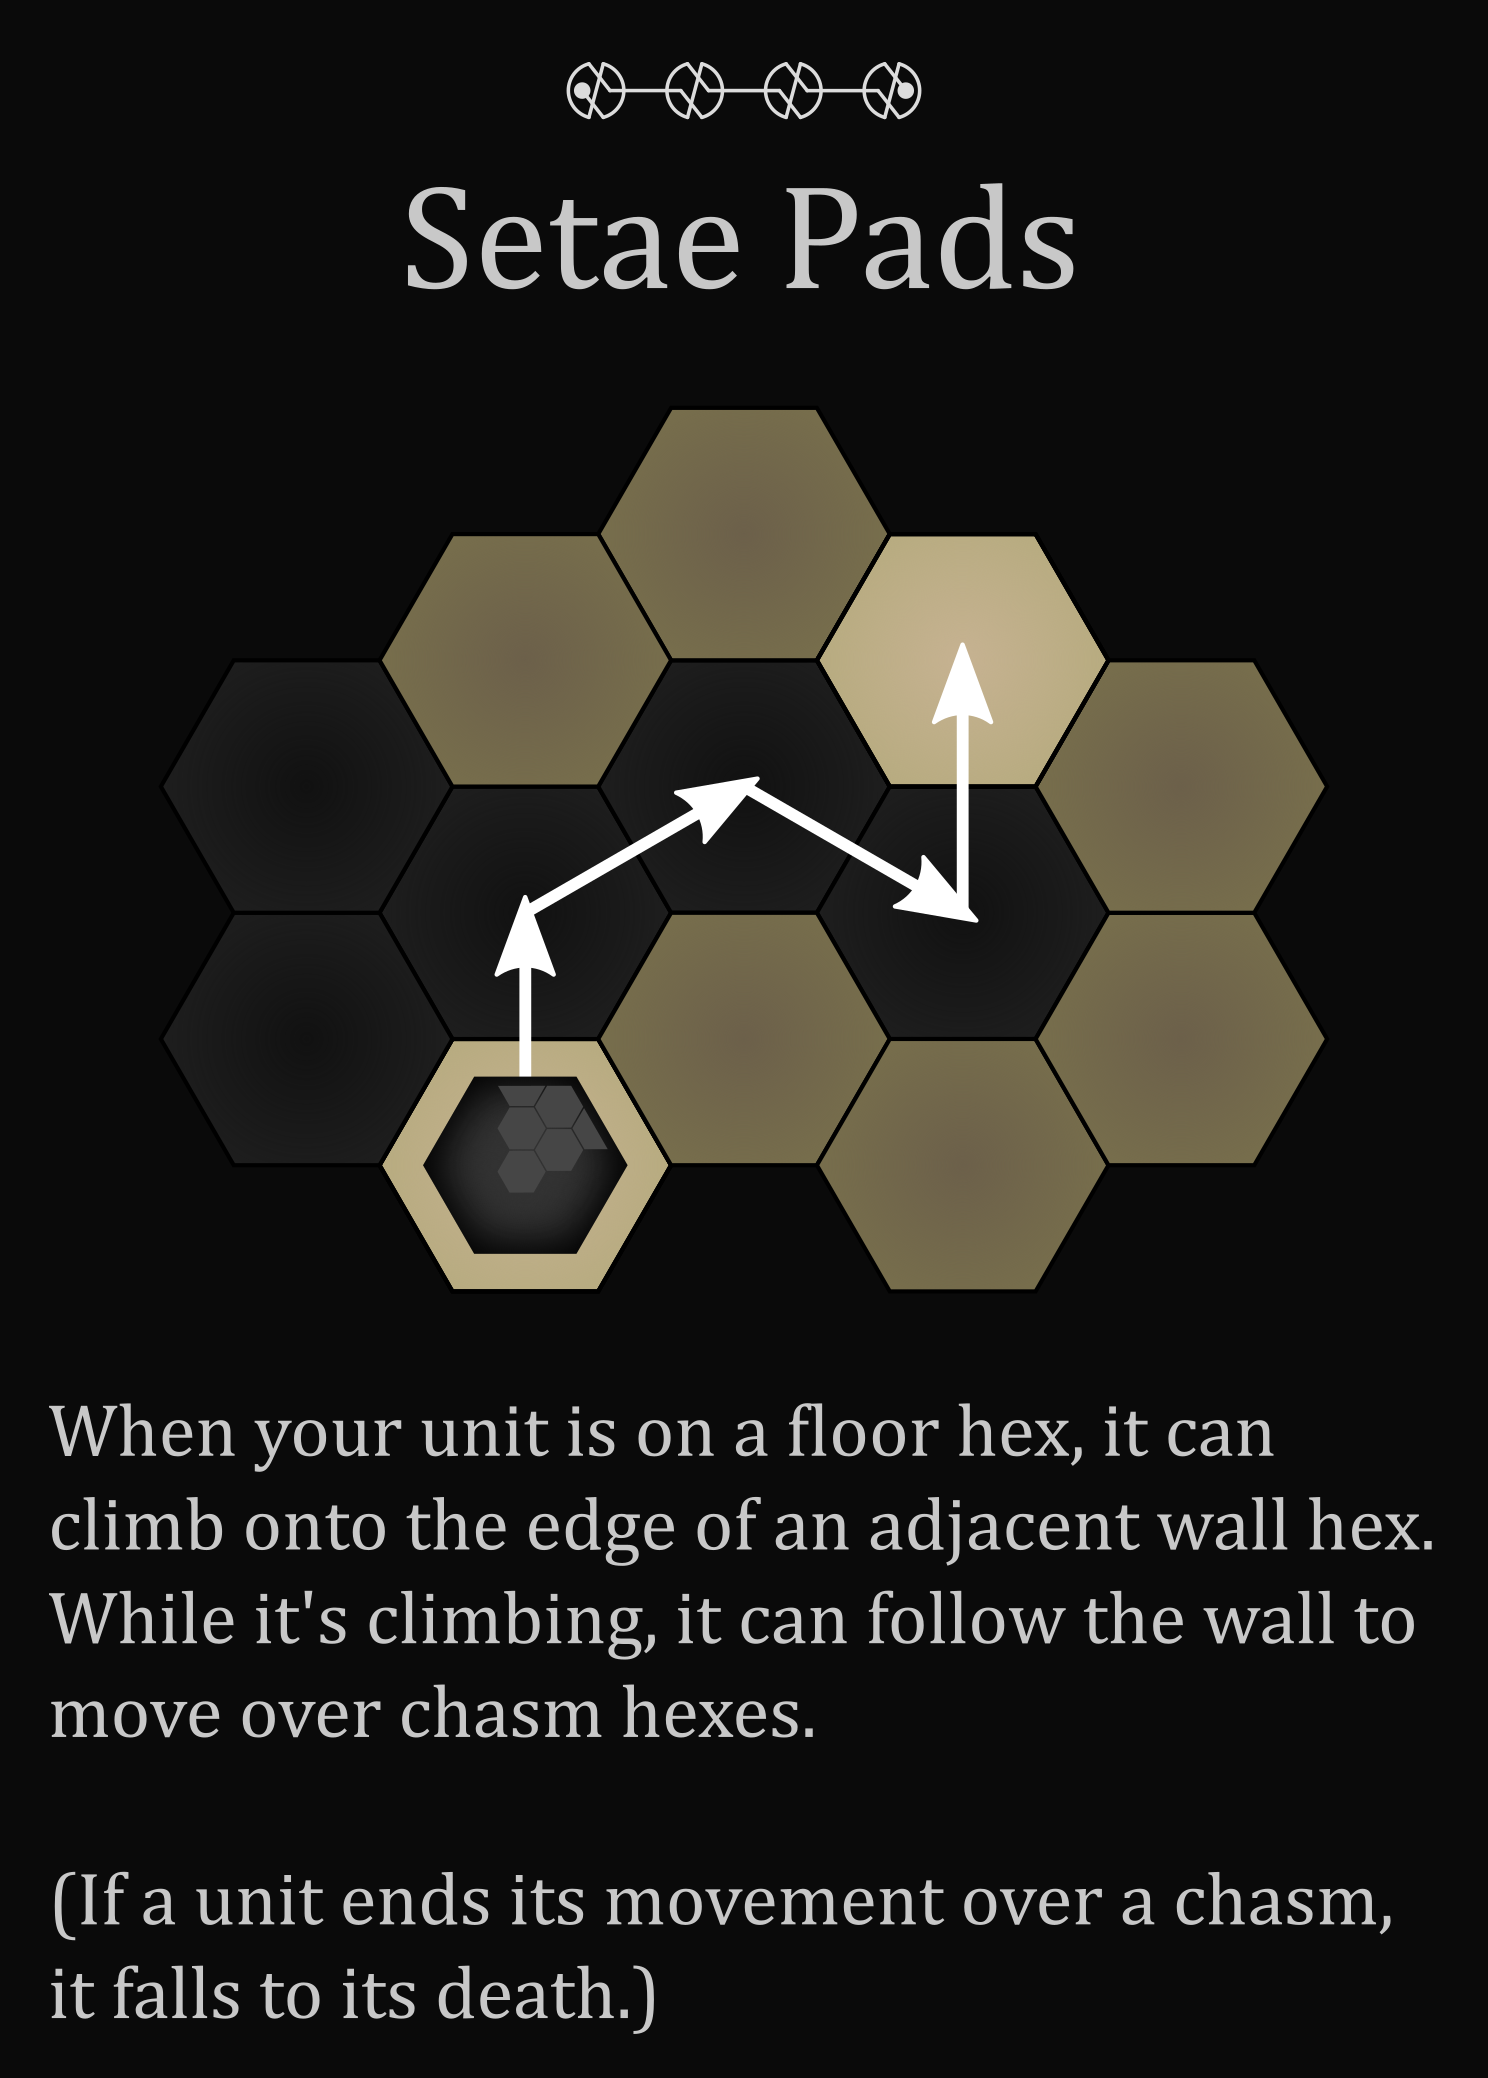 Setae Pads
When your unit is on a floor hex, it can
climb onto the edge of an adjacent wall hex.
While it's climbing, it can follow the wall to
move over chasm hexes.
(If a unit ends its movement over a chasm,
it falls to its death.)